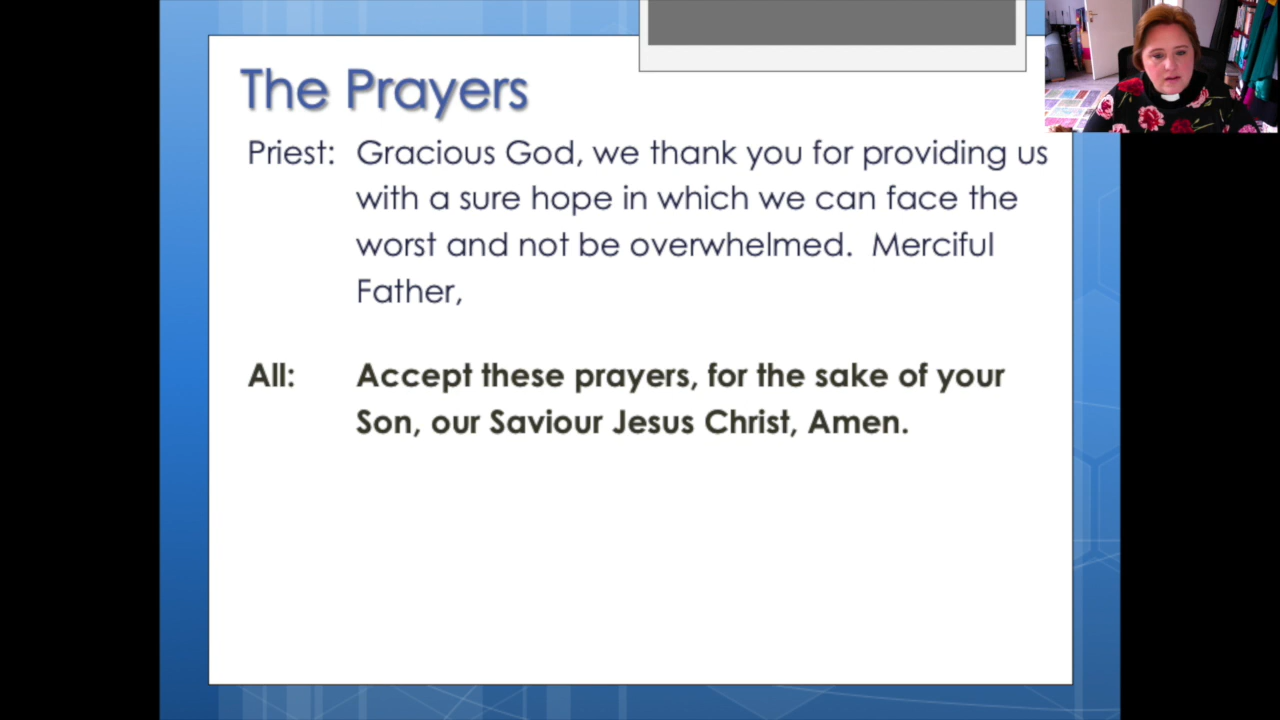 The Prayers
Priest: Gracious God, we thank you for providing us
with a sure hope in which we can face the
worst and not be overwhelmed.  Merciful
Father,
All: Accept these prayers, for the sake of your
Son, our Saviour Jesus Christ, Amen.